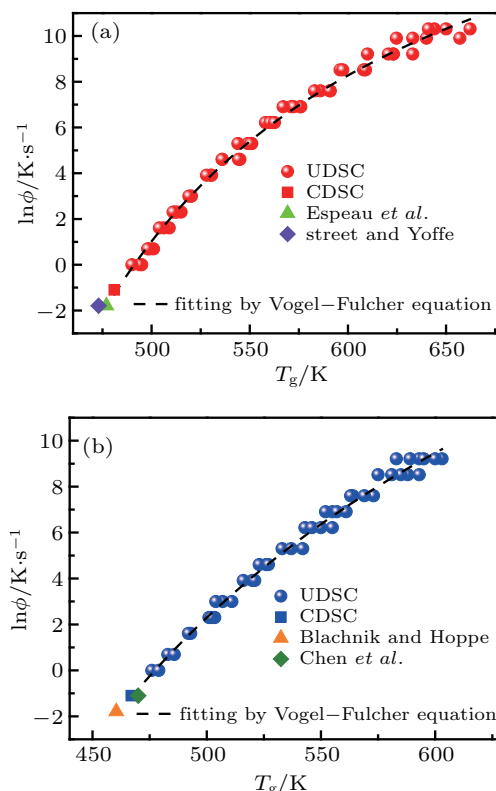 (a)
10
8
6
4
2
0
−2
lnϕ/K·s−1
UDSC
CDSC
Espeau et al.
street and Yoffe
fitting by Vogel−Fulcher equation
500 550 600 650
Tg/K
(b)
10
8
6
4
2
0
−2
lnϕ/K·s−1
UDSC
CDSC
Blachnik and Hoppe
Chen et al.
fitting by Vogel−Fulcher equation
450 500 550 600
Tg/K